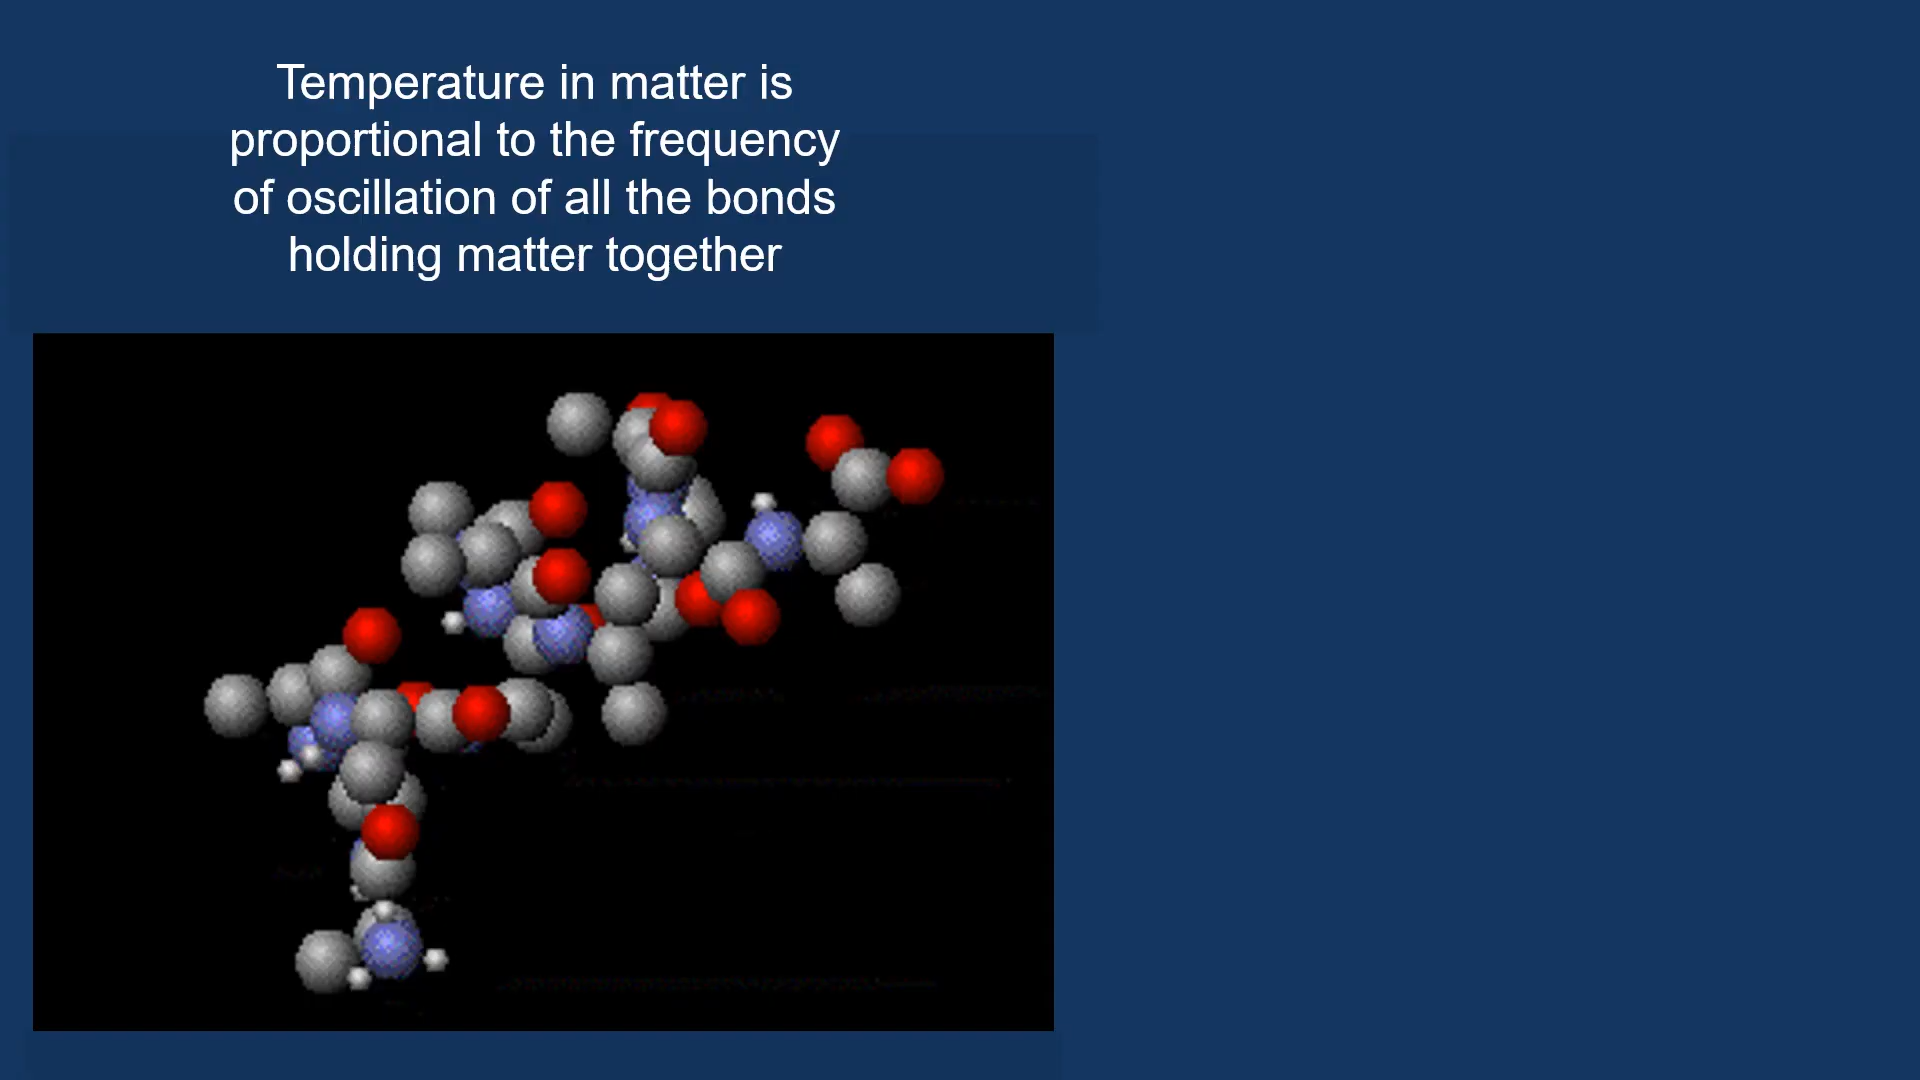 Temperature in matter is
proportional to the frequency
of oscillation of all the bonds
holding matter together